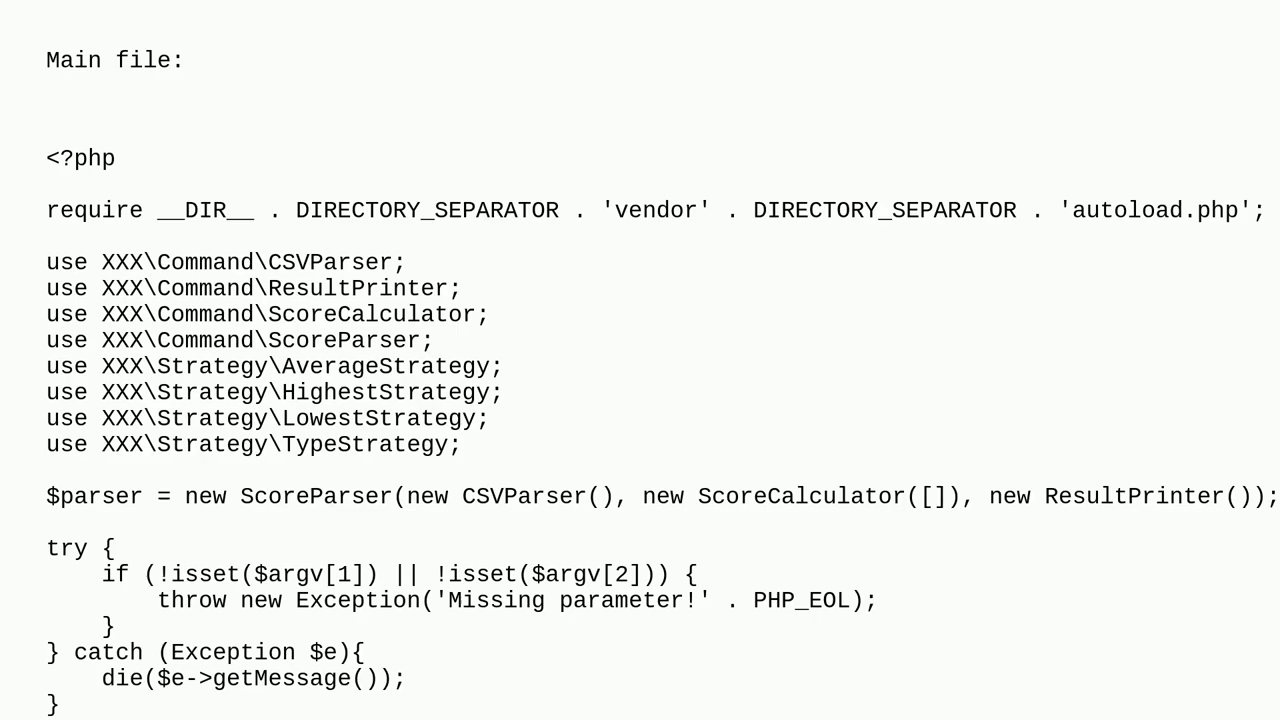 Main file:
<?php
require __DIR__ . DIRECTORY_SEPARATOR . 'vendor' . DIRECTORY_SEPARATOR . 'autoload.php';
use XXX\Command\CSVParser;
use XXX\Command\ResultPrinter;
use XXX\Command\ScoreCalculator;
use XXX\Command\ScoreParser;
use XXX\Strategy\AverageStrategy;
use XXX\Strategy\HighestStrategy;
use XXX\Strategy\LowestStrategy;
use XXX\Strategy\TypeStrategy;
$parser = new ScoreParser(new CSVParser(), new ScoreCalculator([]), new ResultPrinter());
try {
    if (!isset($argv[1]) || !isset($argv[2])) {
        throw new Exception('Missing parameter!' . PHP_EOL);
    }
} catch (Exception $e){
    die($e->getMessage());
}